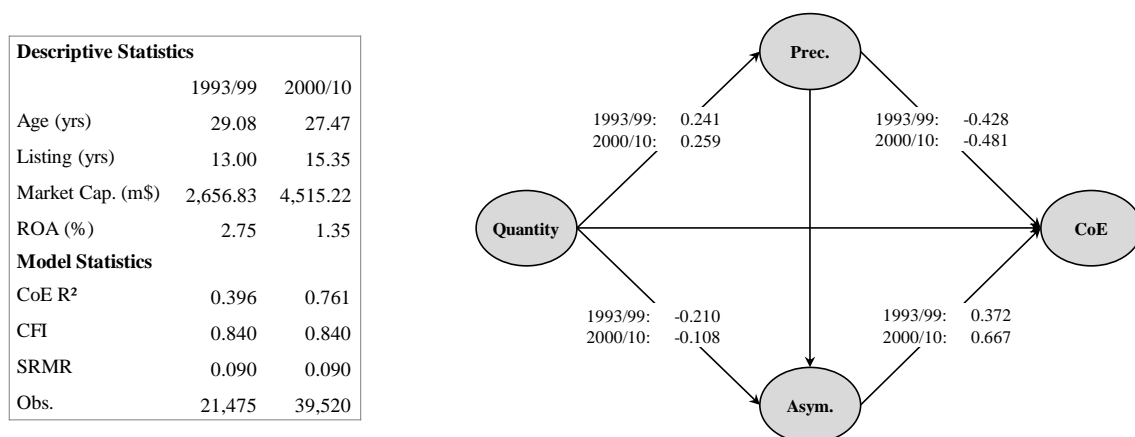 Descriptive Statistics
1993/99 2000/10
Age (yrs) 29.08 27.47
Listing (yrs) 13.00 15.35
Market Cap. (m$) 2,656.83 4,515.22
ROA (%) 2.75 1.35
Model Statistics
CoE R² 0.396 0.761
CFI 0.840 0.840
SRMR 0.090 0.090
Obs. 21,475 39,520
Prec.
1993/99: 0.241
2000/10: 0.259
1993/99: -0.428
2000/10: -0.481
Quantity
CoE
1993/99: -0.210
2000/10: -0.108
1993/99: 0.372
2000/10: 0.667
Asym.